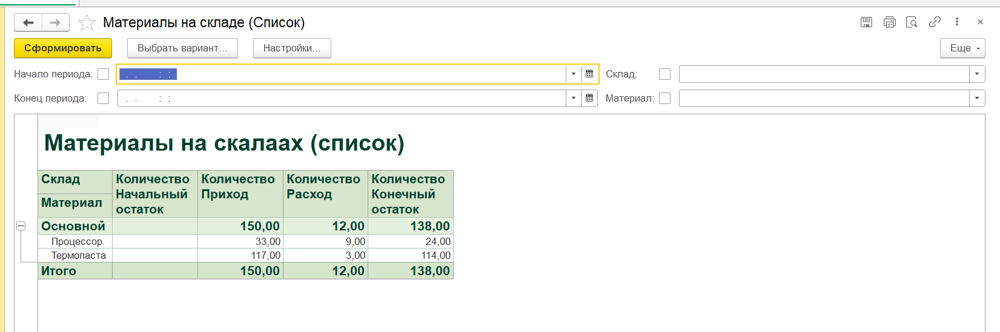 Материалы на складе (Список)
Сформировать Выбрать вариант... Настройки... Еще
Начало периода: . . : : Склад:
Конец периода: . . : : Материал:
Материалы на скалаах (список)
Склад Количество Количество Количество Количество
Начальный Приход Расход Конечный
Материал остаток остаток
Основной 150,00 12,00 138,00
Процессор 33,00 9,00 24,00
Термопаста 117,00 3,00 114,00
Итого 150,00 12,00 138,00